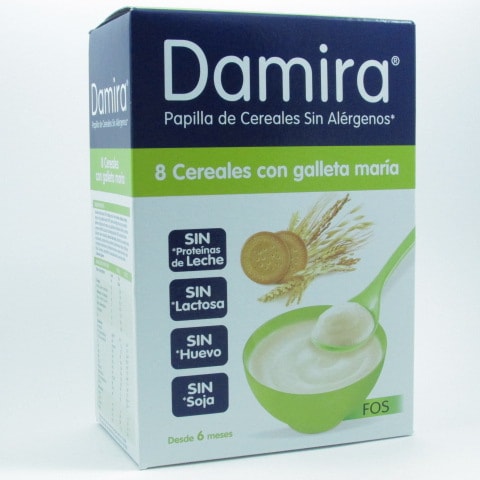 Damira®
Papilla de Cereales Sin Alérgenos*
8 Cereales con galleta maría
SIN
*Proteínas
de Leche
SIN
*Lactosa
SIN
*Huevo
SIN
*Soja
Desde 6 meses
FOS
Damira®
Papilla de Cereales Sin Alérgenos*
8 Cereales
con galleta maría